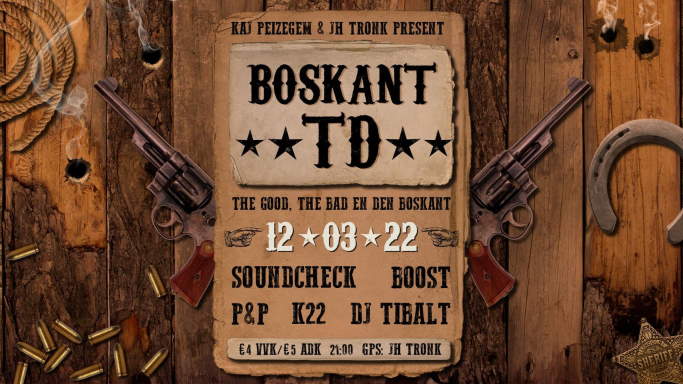 KAJ PEIZEGEM & JH TRONK PRESENT
BOSKANT
TD
THE GOOD, THE BAD EN DEN BOSKANT
12★03★22
SOUNDCHECK BOOST
P&P K22 DJ TIBALT
€4 VVK/€5 ADK 21:00 GPS: JH TRONK
SHERIFF